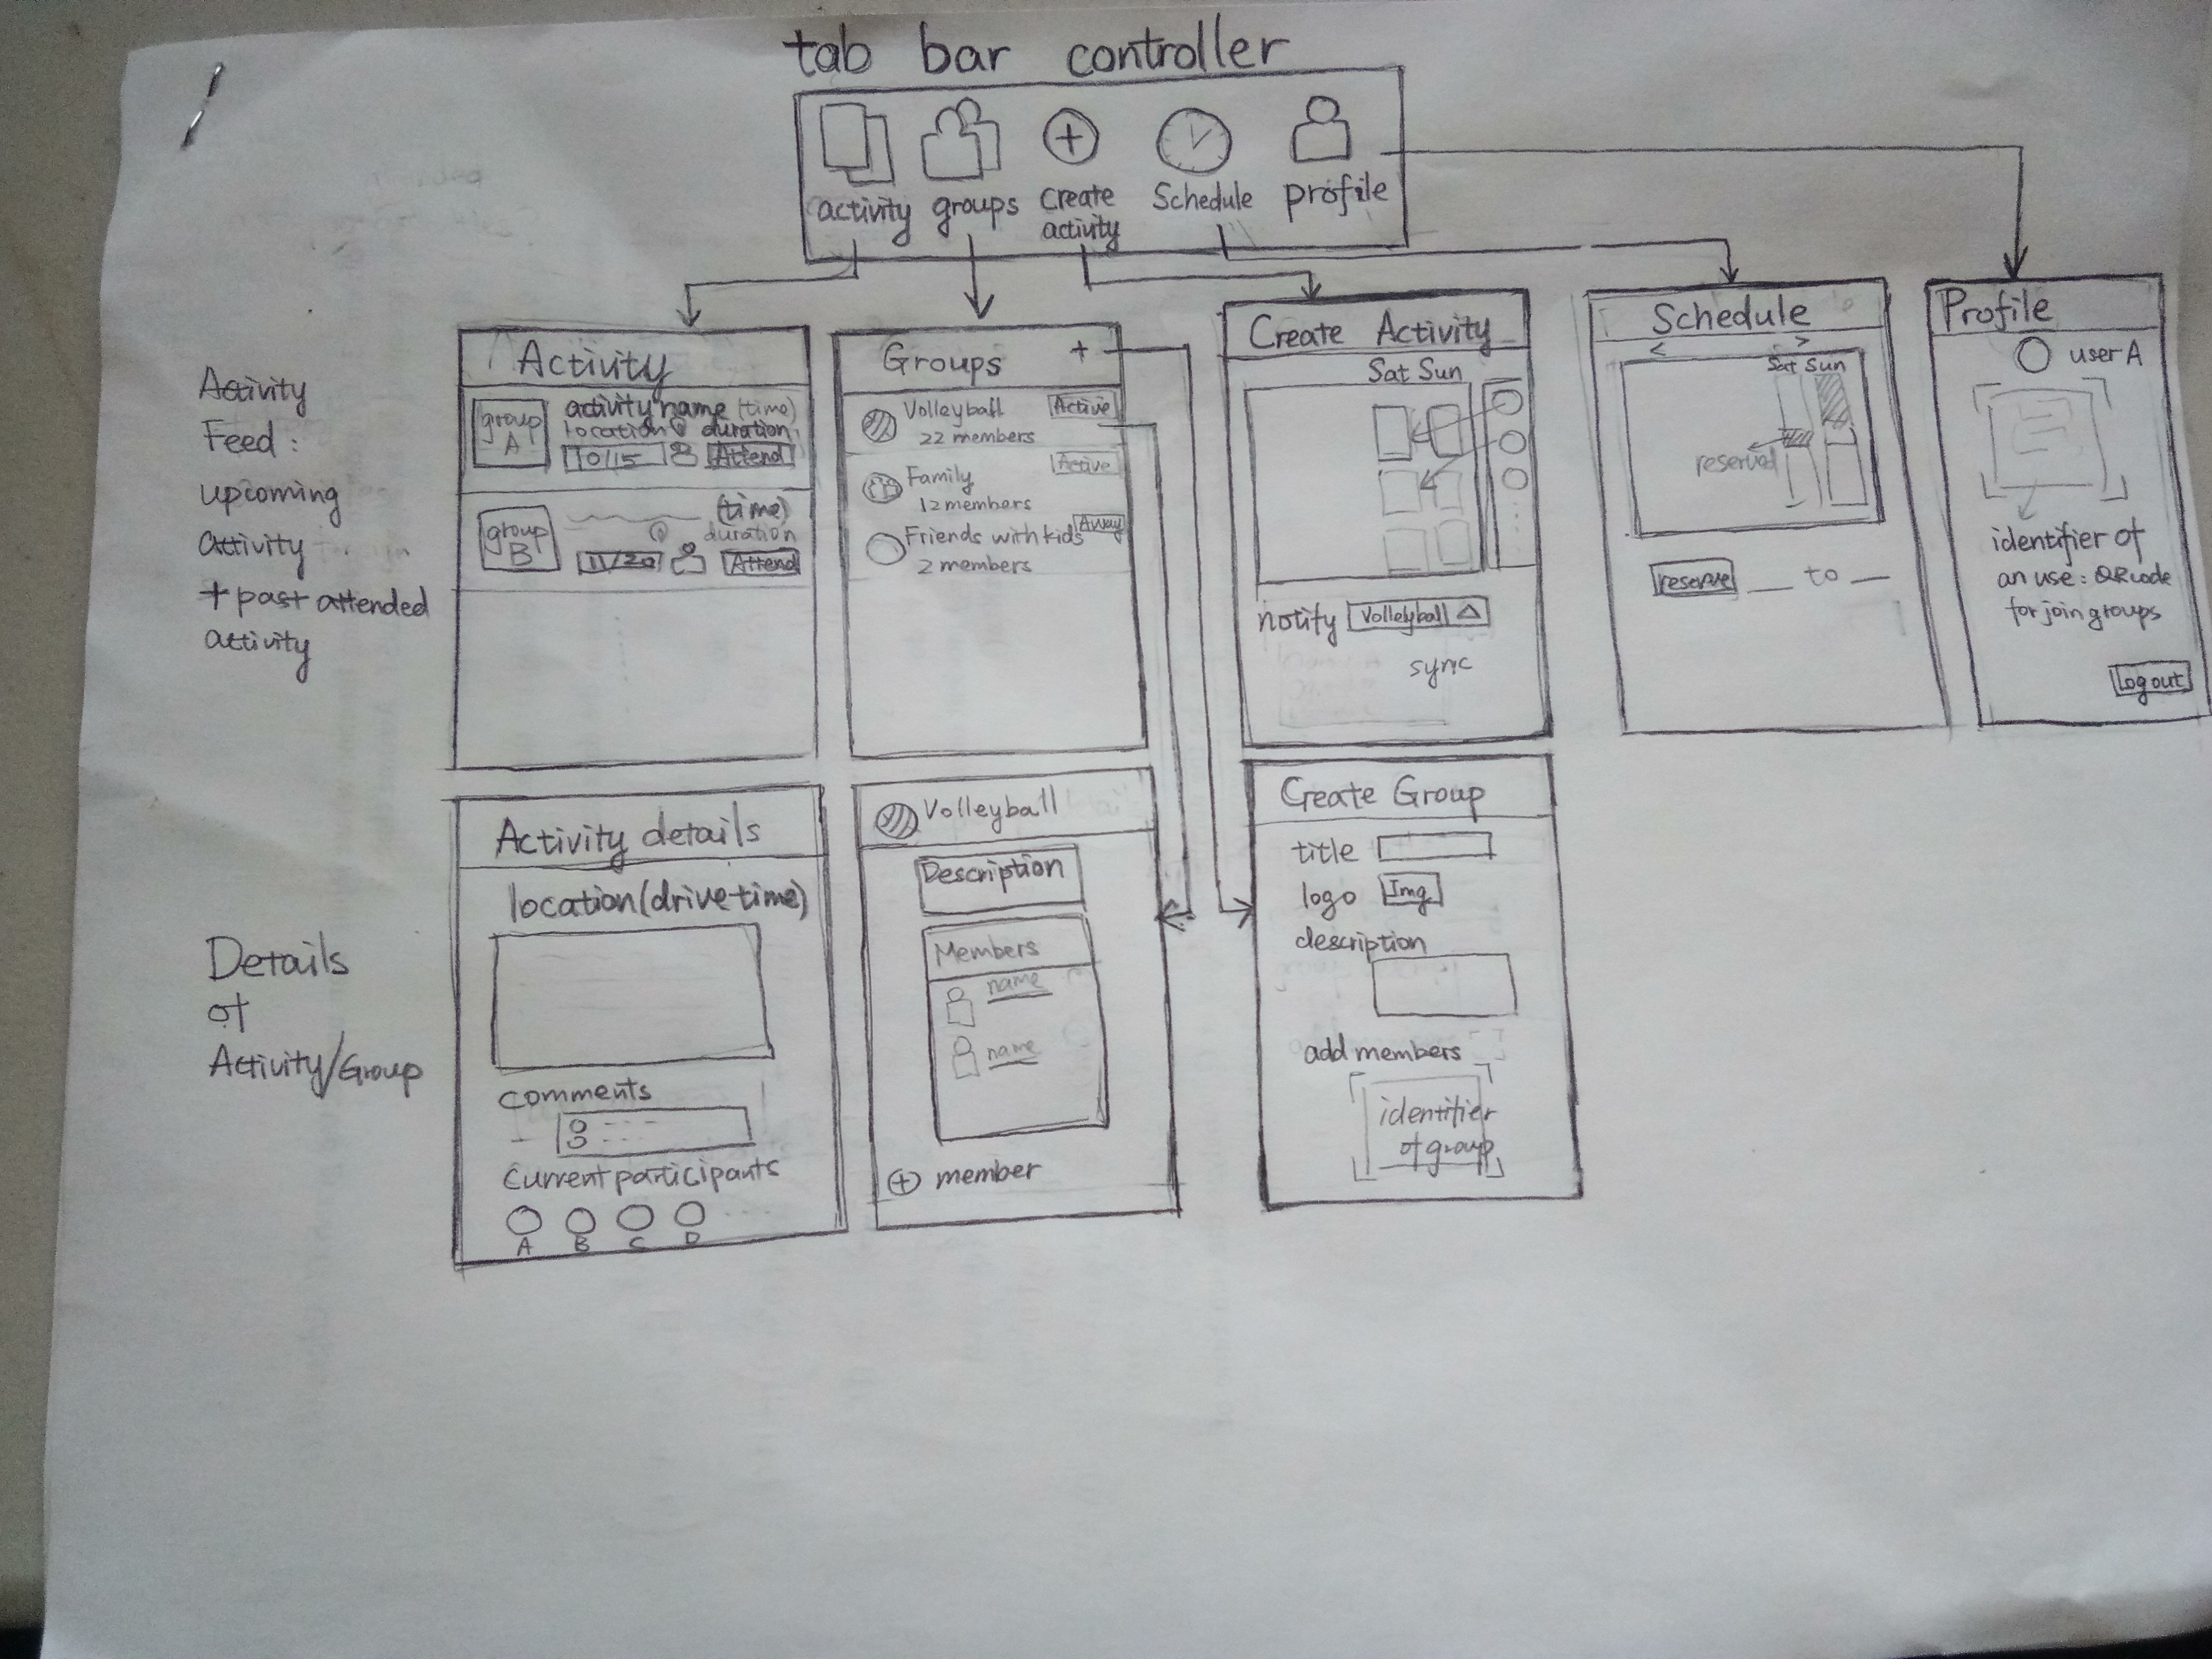 tab bar controller
activity
groups
create
activity
Schedule
profile
Activity
Feed:
upcoming
activity
+ past attended
activity
Activity
group
A
activity name (time)
location duration
10/15
Attend
group
B
(time)
duration
11/20
Attend
Groups +
Volleyball
22 members
Active
Family
12 members
Active
Friends with kids
2 members
Away
Create Activity
Sat Sun
notify
Volleyball
sync
Schedule
< >
Sat Sun
reserved
reserve
__ to __
Profile
user A
identifier of
an use: QR code
for join groups
Logout
Details
of
Activity/Group
Activity details
location (drive time)
comments
Current participants
A B C D
Volleyball
Description
Members
name
name
+ member
Create Group
title
logo
Img
description
add members
identifier
of group